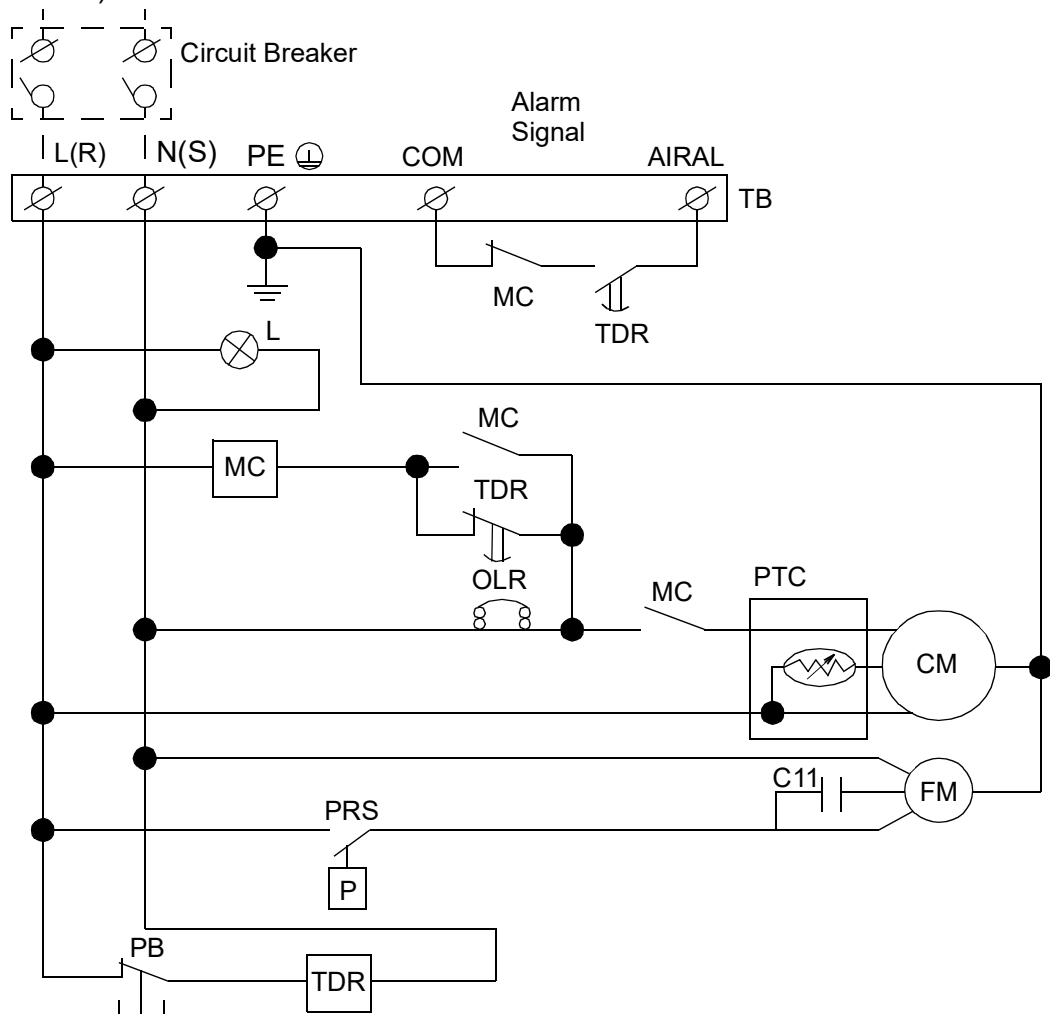 Circuit Breaker
Alarm
Signal
L(R)
N(S)
PE
COM
AIRAL
TB
MC
TDR
L
MC
MC
TDR
OLR
MC
PTC
CM
C11
FM
PRS
P
PB
TDR